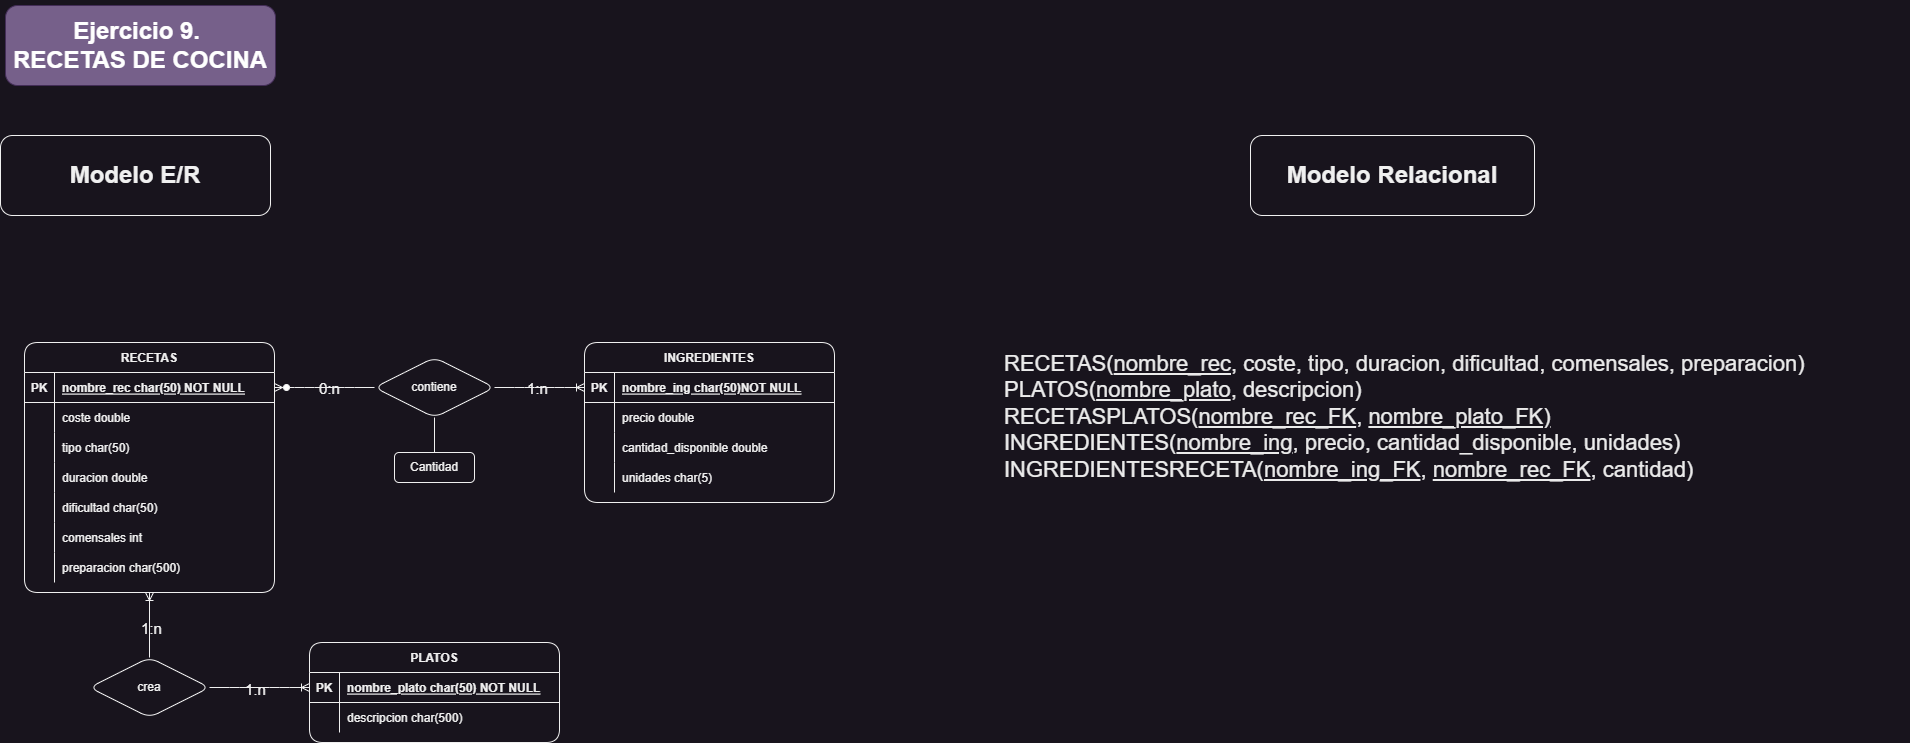 Ejercicio 9.
RECETAS DE COCINA
Modelo E/R
Modelo Relacional
RECETAS
PK nombre_rec char(50) NOT NULL
coste double
tipo char(50)
duracion double
dificultad char(50)
comensales int
preparacion char(500)
0:n
contiene
1:n
Cantidad
INGREDIENTES
PK nombre_ing char(50)NOT NULL
precio double
cantidad_disponible double
unidades char(5)
1:n
crea
1:n
PLATOS
PK nombre_plato char(50) NOT NULL
descripcion char(500)
RECETAS(nombre_rec, coste, tipo, duracion, dificultad, comensales, preparacion)
PLATOS(nombre_plato, descripcion)
RECETASPLATOS(nombre_rec_FK, nombre_plato_FK)
INGREDIENTES(nombre_ing, precio, cantidad_disponible, unidades)
INGREDIENTESRECETA(nombre_ing_FK, nombre_rec_FK, cantidad)